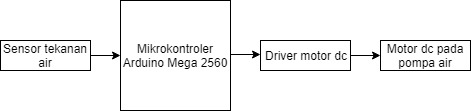 Sensor tekanan
air
Mikrokontroler
Arduino Mega 2560
Driver motor dc
Motor dc pada
pompa air